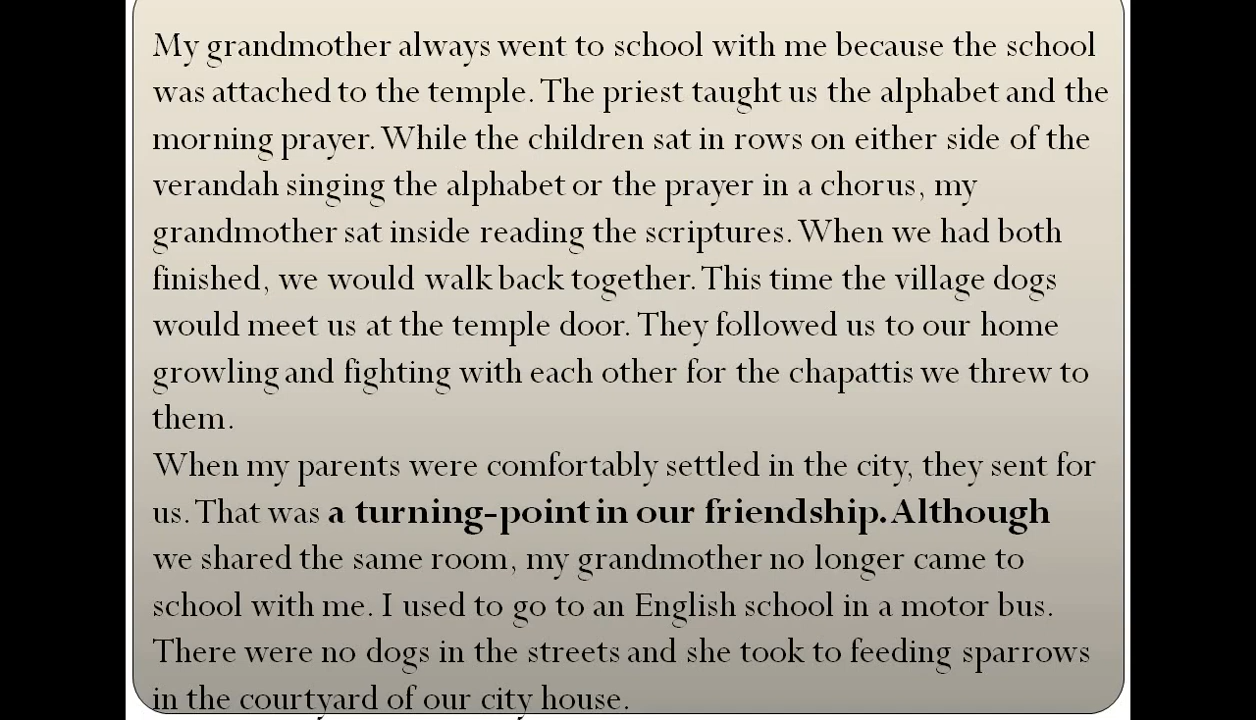 My grandmother always went to school with me because the school
was attached to the temple. The priest taught us the alphabet and the
morning prayer. While the children sat in rows on either side of the
verandah singing the alphabet or the prayer in a chorus, my
grandmother sat inside reading the scriptures. When we had both
finished, we would walk back together. This time the village dogs
would meet us at the temple door. They followed us to our home
growling and fighting with each other for the chapattis we threw to
them.
When my parents were comfortably settled in the city, they sent for
us. That was a turning-point in our friendship. Although
we shared the same room, my grandmother no longer came to
school with me. I used to go to an English school in a motor bus.
There were no dogs in the streets and she took to feeding sparrows
in the courtyard of our city house.